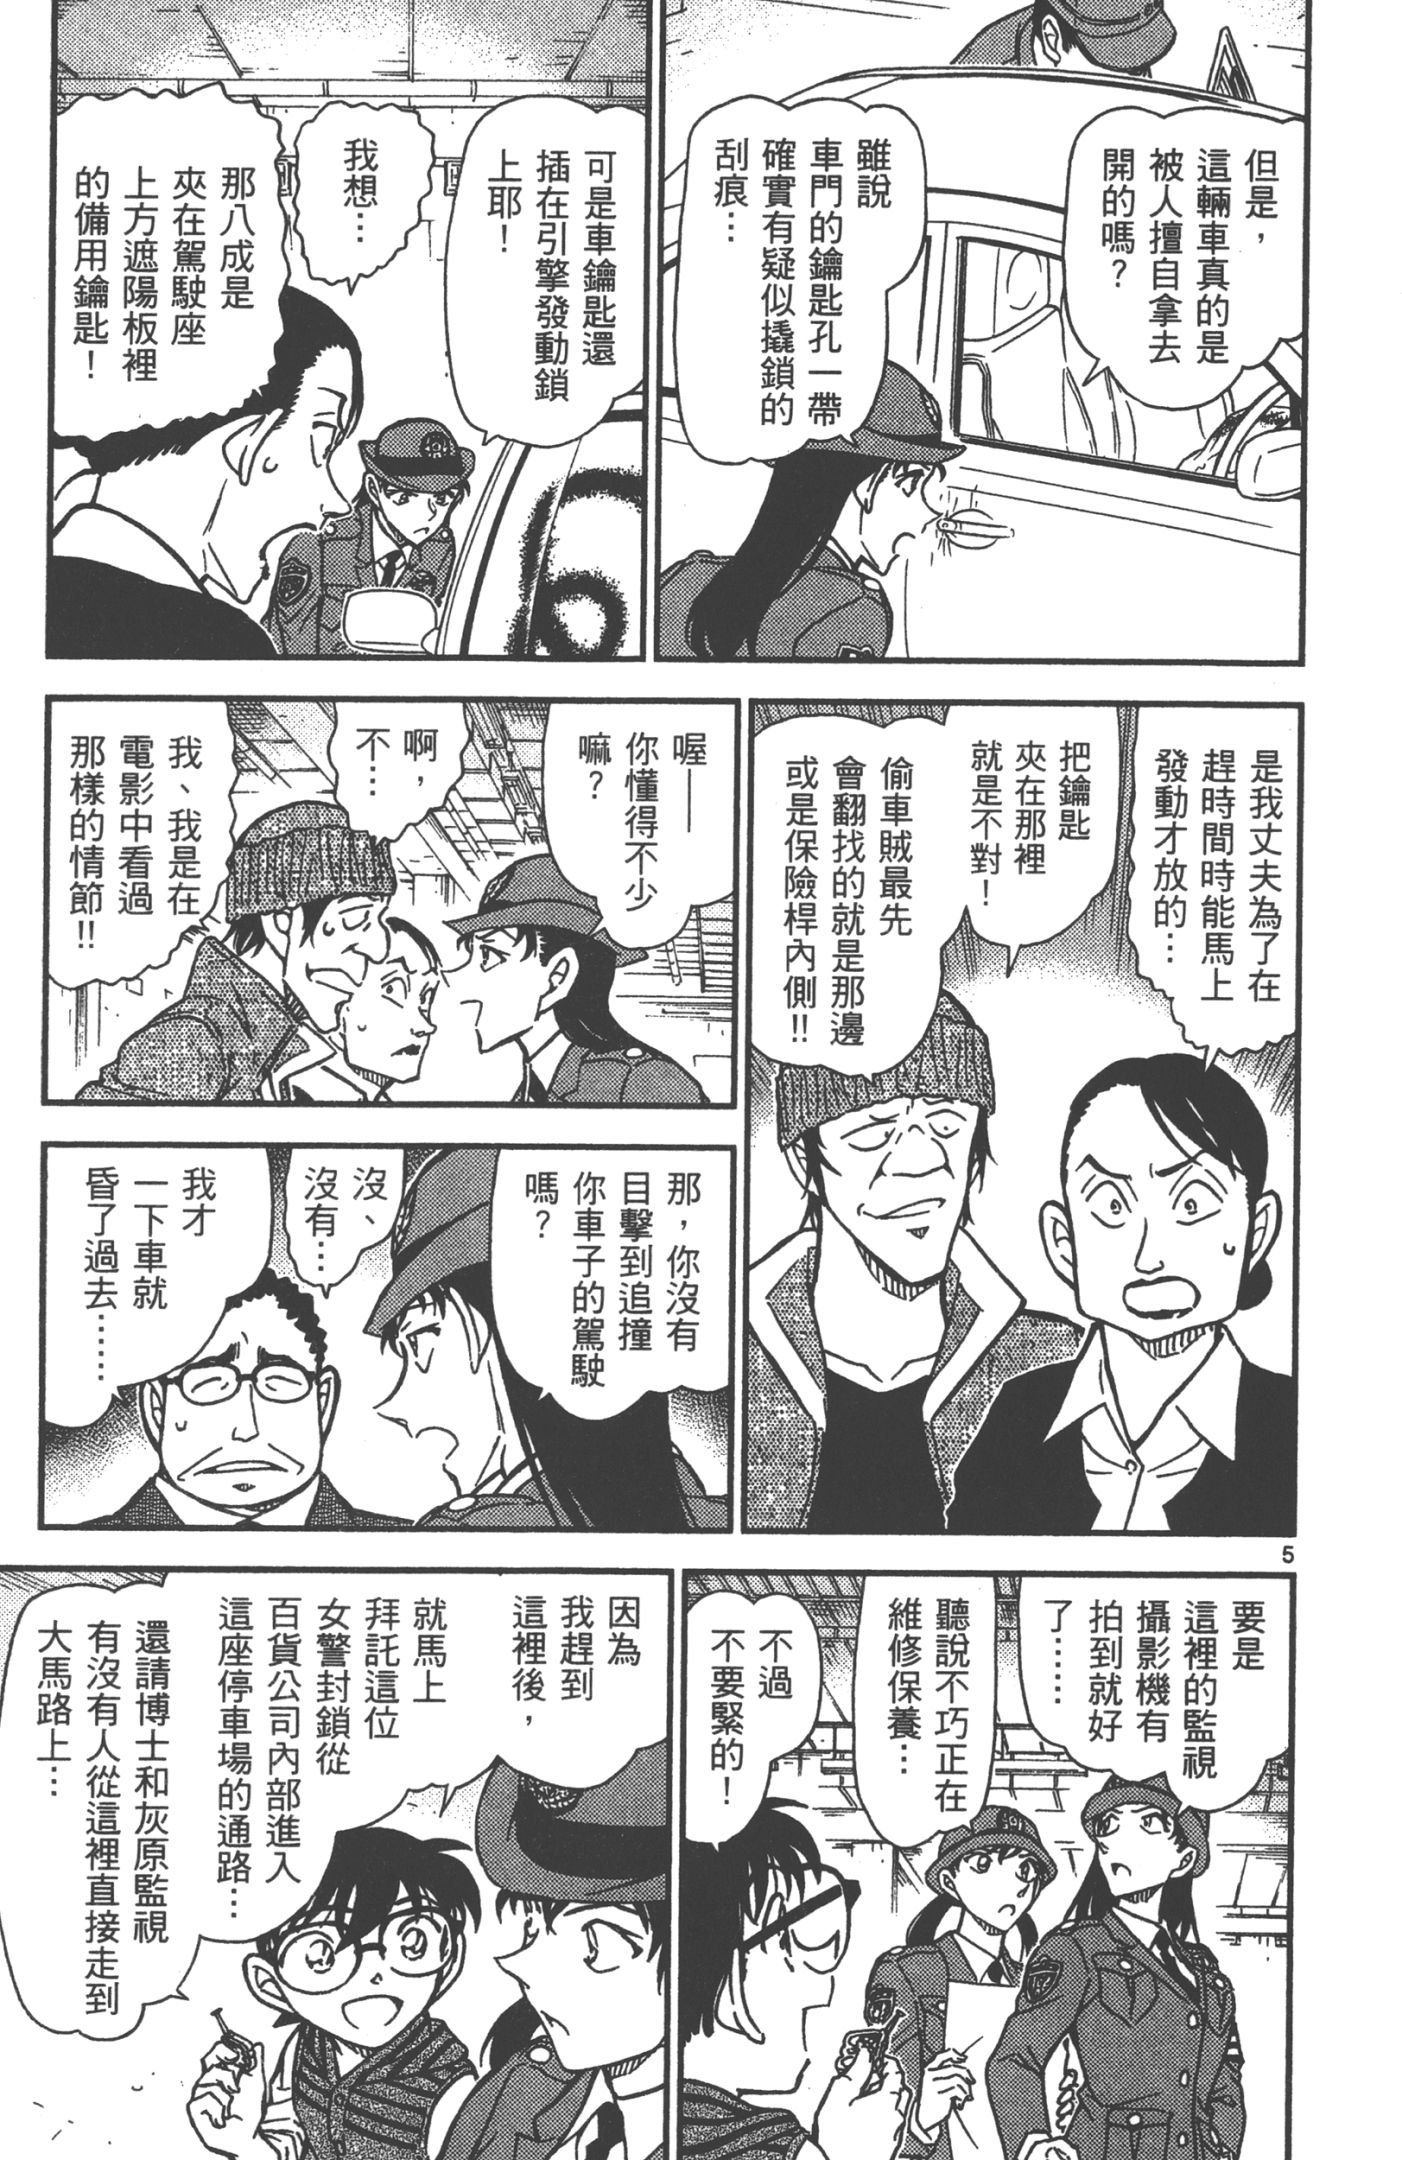 但是，
這輛車真的是
被人擅自拿去
開的嗎？
雖說
車門的鑰匙孔一帶
確實有疑似撬鎖的
刮痕…
可是車鑰匙還
插在引擎發動鎖
上耶！
我想…
那八成是
夾在駕駛座
上方遮陽板裡
的備用鑰匙！
是我丈夫為了在
趕時間時能馬上
發動才放的…
把鑰匙
夾在那裡
就是不對！
偷車賊最先
會翻找的就是那邊
或是保險桿內側!!
喔——
你懂得不少
嘛？
啊，
不…
我、我是在
電影中看過
那樣的情節!!
那，你沒有
目擊到追撞
你車子的駕駛
嗎？
沒、
沒有…
我才
一下車就
昏了過去……
5
要是
這裡的監視
攝影機有
拍到就好
了……
聽說不巧正在
維修保養…
不過
不要緊的！
因為
我趕到
這裡後，
就馬上
拜託這位
女警封鎖從
百貨公司內部進入
這座停車場的通路…
還請博士和灰原監視
有沒有人從這裡直接走到
大馬路上…